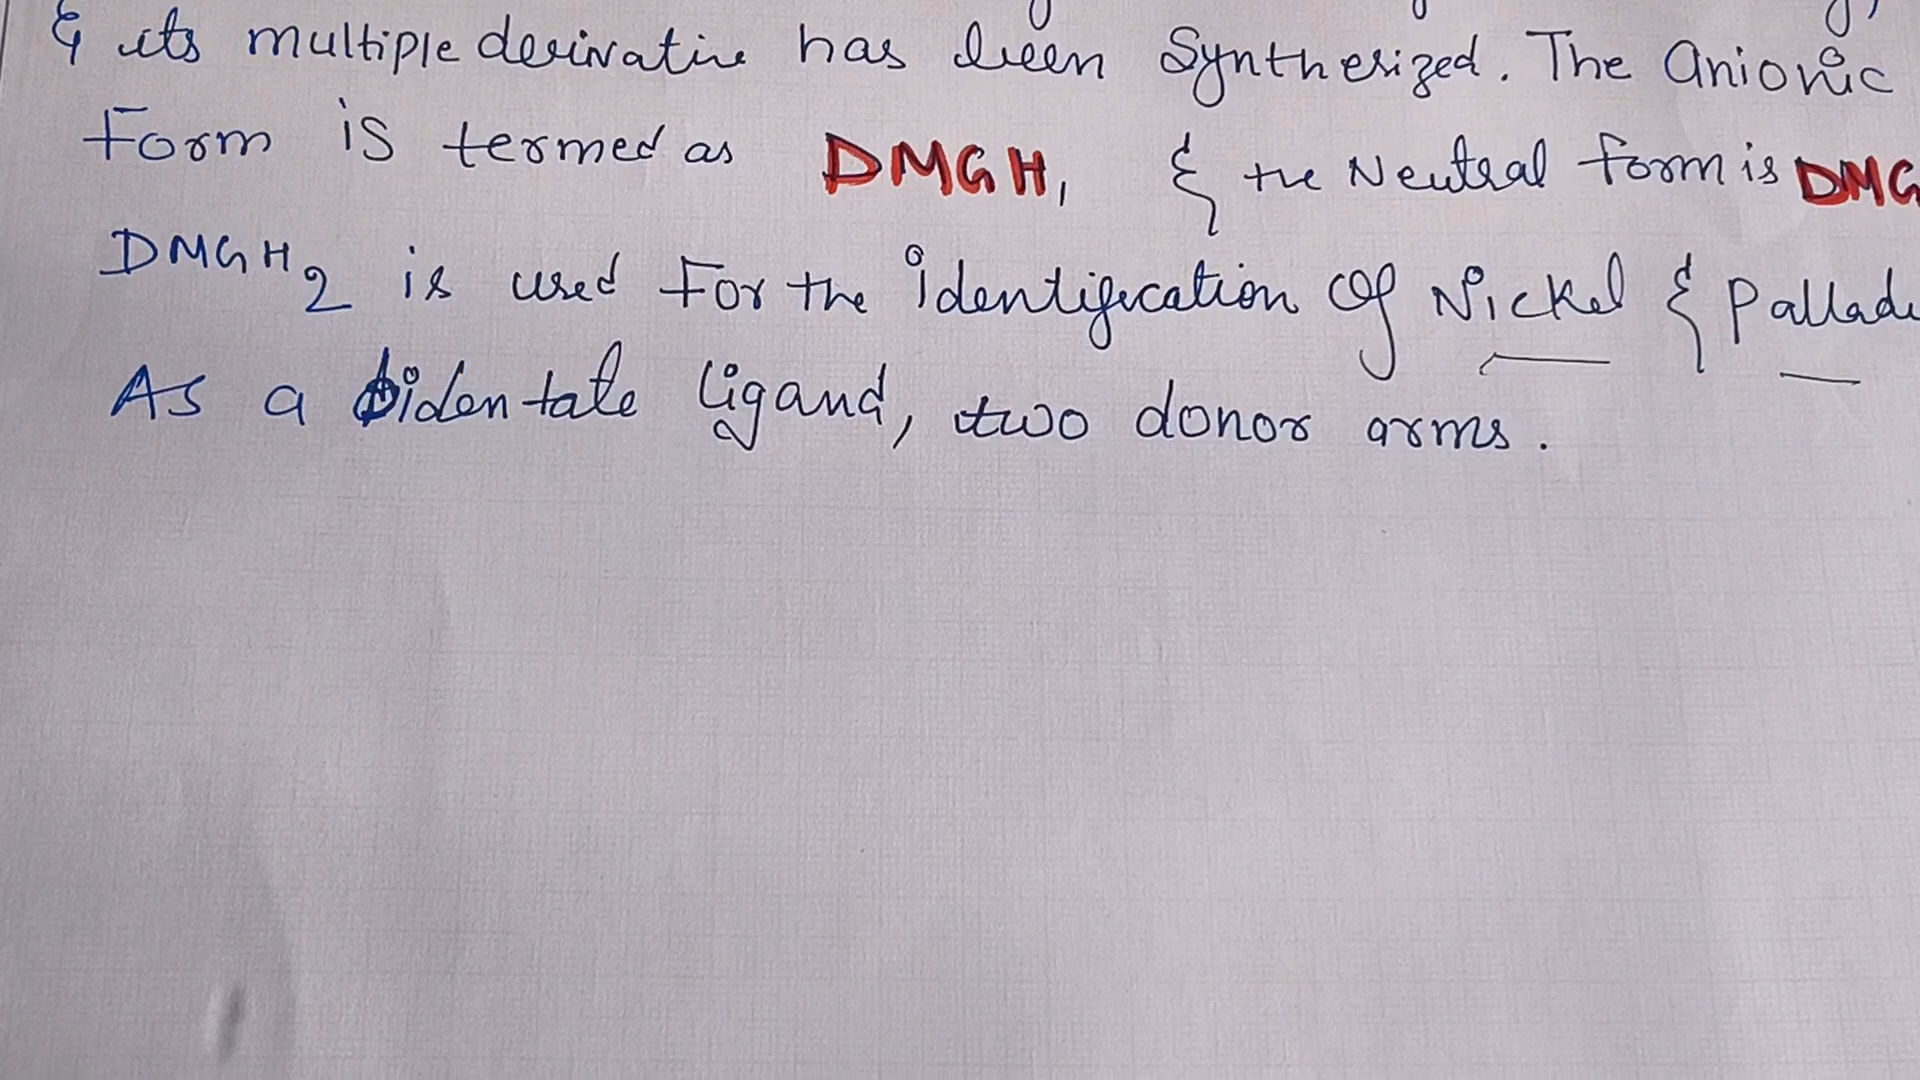 & its multiple derivative has been Synthesized. The Anionic
Form is termed as DMGH, & the Neutral form is DMG
DMGH2 is used For the identification of Nickel & Pallad
As a bidentate ligand, two donor arms.